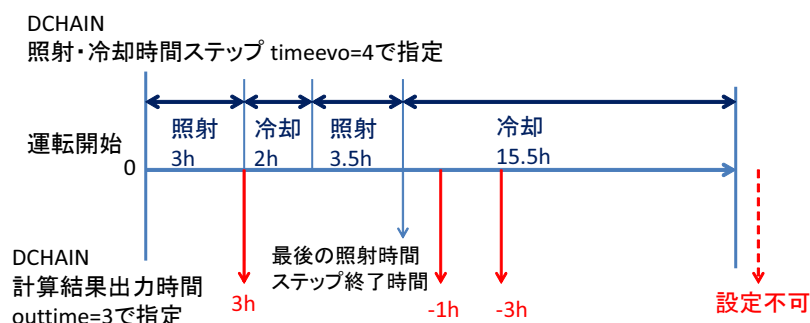 DCHAIN
照射・冷却時間ステップ timeevo=4で指定
照射
3h
冷却
2h
照射
3.5h
冷却
15.5h
運転開始
0
DCHAIN
計算結果出力時間
outtime=3で指定
3h
最後の照射時間
ステップ終了時間
-1h
-3h
設定不可